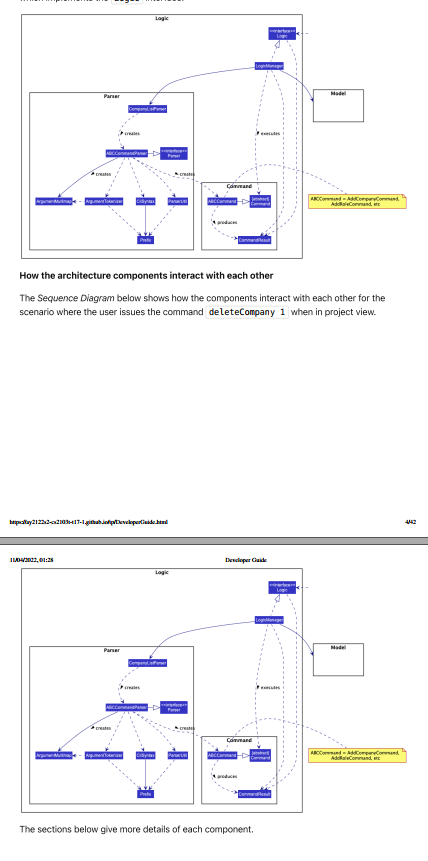 Logic
<<interface>>
Logic
LogicManager
Model
Parser
CompanyListParser
creates
executes
ABCCommandParser
<<interface>>
Parser
creates
creates
Command
ArgumentMultimap
ArgumentTokenizer
CliSyntax
ParserUtil
ABCCommand
{abstract}
Command
ABCCommand = AddCompanyCommand,
AddRoleCommand, etc
produces
Prefix
CommandResult
How the architecture components interact with each other
The Sequence Diagram below shows how the components interact with each other for the
scenario where the user issues the command deleteCompany 1 when in project view.
https://ay2122s2-cs2103t-t17-1.github.io/tp/DeveloperGuide.html 4/42
11/04/2022, 01:28 Developer Guide
Logic
<<interface>>
Logic
LogicManager
Model
Parser
CompanyListParser
creates
executes
ABCCommandParser
<<interface>>
Parser
creates
creates
Command
ArgumentMultimap
ArgumentTokenizer
CliSyntax
ParserUtil
ABCCommand
{abstract}
Command
ABCCommand = AddCompanyCommand,
AddRoleCommand, etc
produces
Prefix
CommandResult
The sections below give more details of each component.